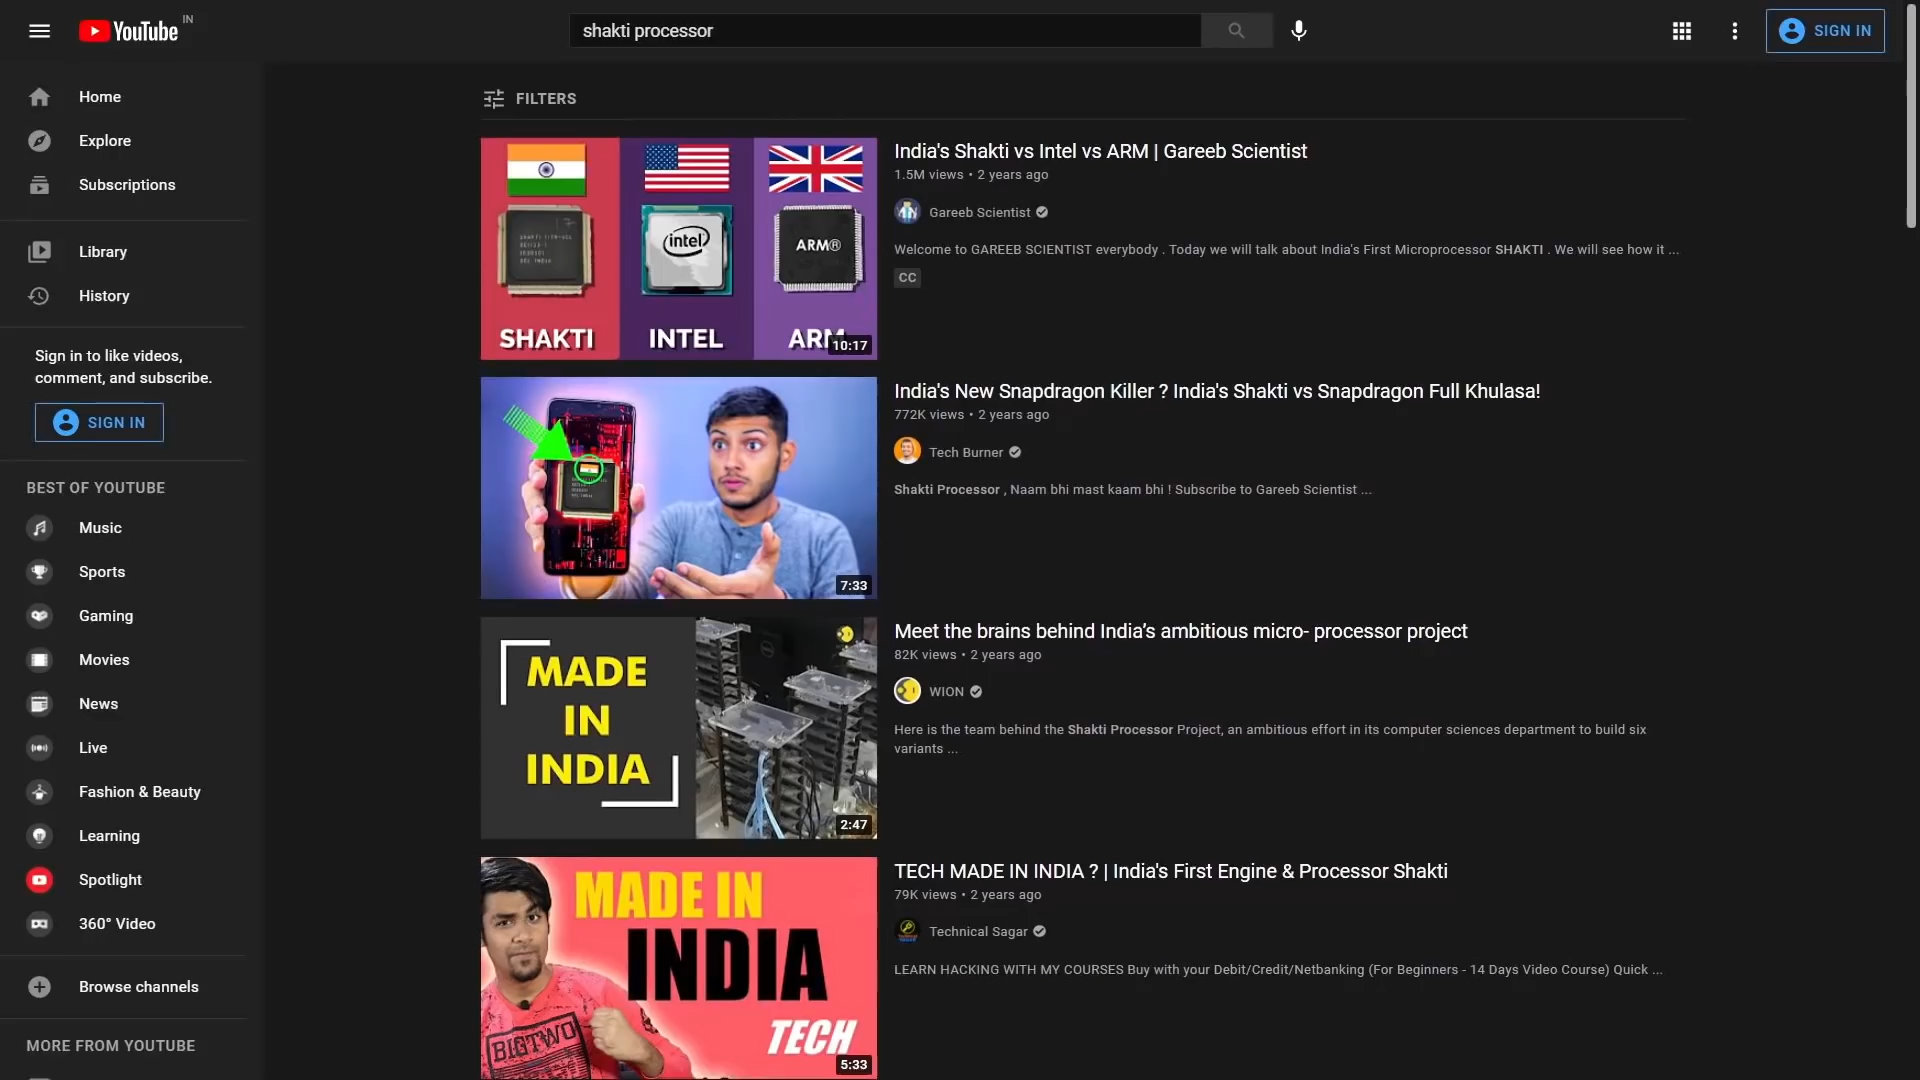 YouTube IN
shakti processor
SIGN IN
Home
Explore
Subscriptions
Library
History
Sign in to like videos,
comment, and subscribe.
SIGN IN
BEST OF YOUTUBE
Music
Sports
Gaming
Movies
News
Live
Fashion & Beauty
Learning
Spotlight
360° Video
Browse channels
MORE FROM YOUTUBE
FILTERS
intel
ARM®
SHAKTI INTEL ARM
10:17
India's Shakti vs Intel vs ARM | Gareeb Scientist
1.5M views • 2 years ago
Gareeb Scientist
Welcome to GAREEB SCIENTIST everybody . Today we will talk about India's First Microprocessor SHAKTI . We will see how it ...
CC
7:33
India's New Snapdragon Killer ? India's Shakti vs Snapdragon Full Khulasa!
772K views • 2 years ago
Tech Burner
Shakti Processor , Naam bhi mast kaam bhi ! Subscribe to Gareeb Scientist ...
MADE
IN
INDIA
2:47
Meet the brains behind India’s ambitious micro- processor project
82K views • 2 years ago
WION
Here is the team behind the Shakti Processor Project, an ambitious effort in its computer sciences department to build six
variants ...
MADE IN
INDIA
TECH
BIGTWO
5:33
TECH MADE IN INDIA ? | India's First Engine & Processor Shakti
79K views • 2 years ago
Technical Sagar
LEARN HACKING WITH MY COURSES Buy with your Debit/Credit/Netbanking (For Beginners - 14 Days Video Course) Quick ...